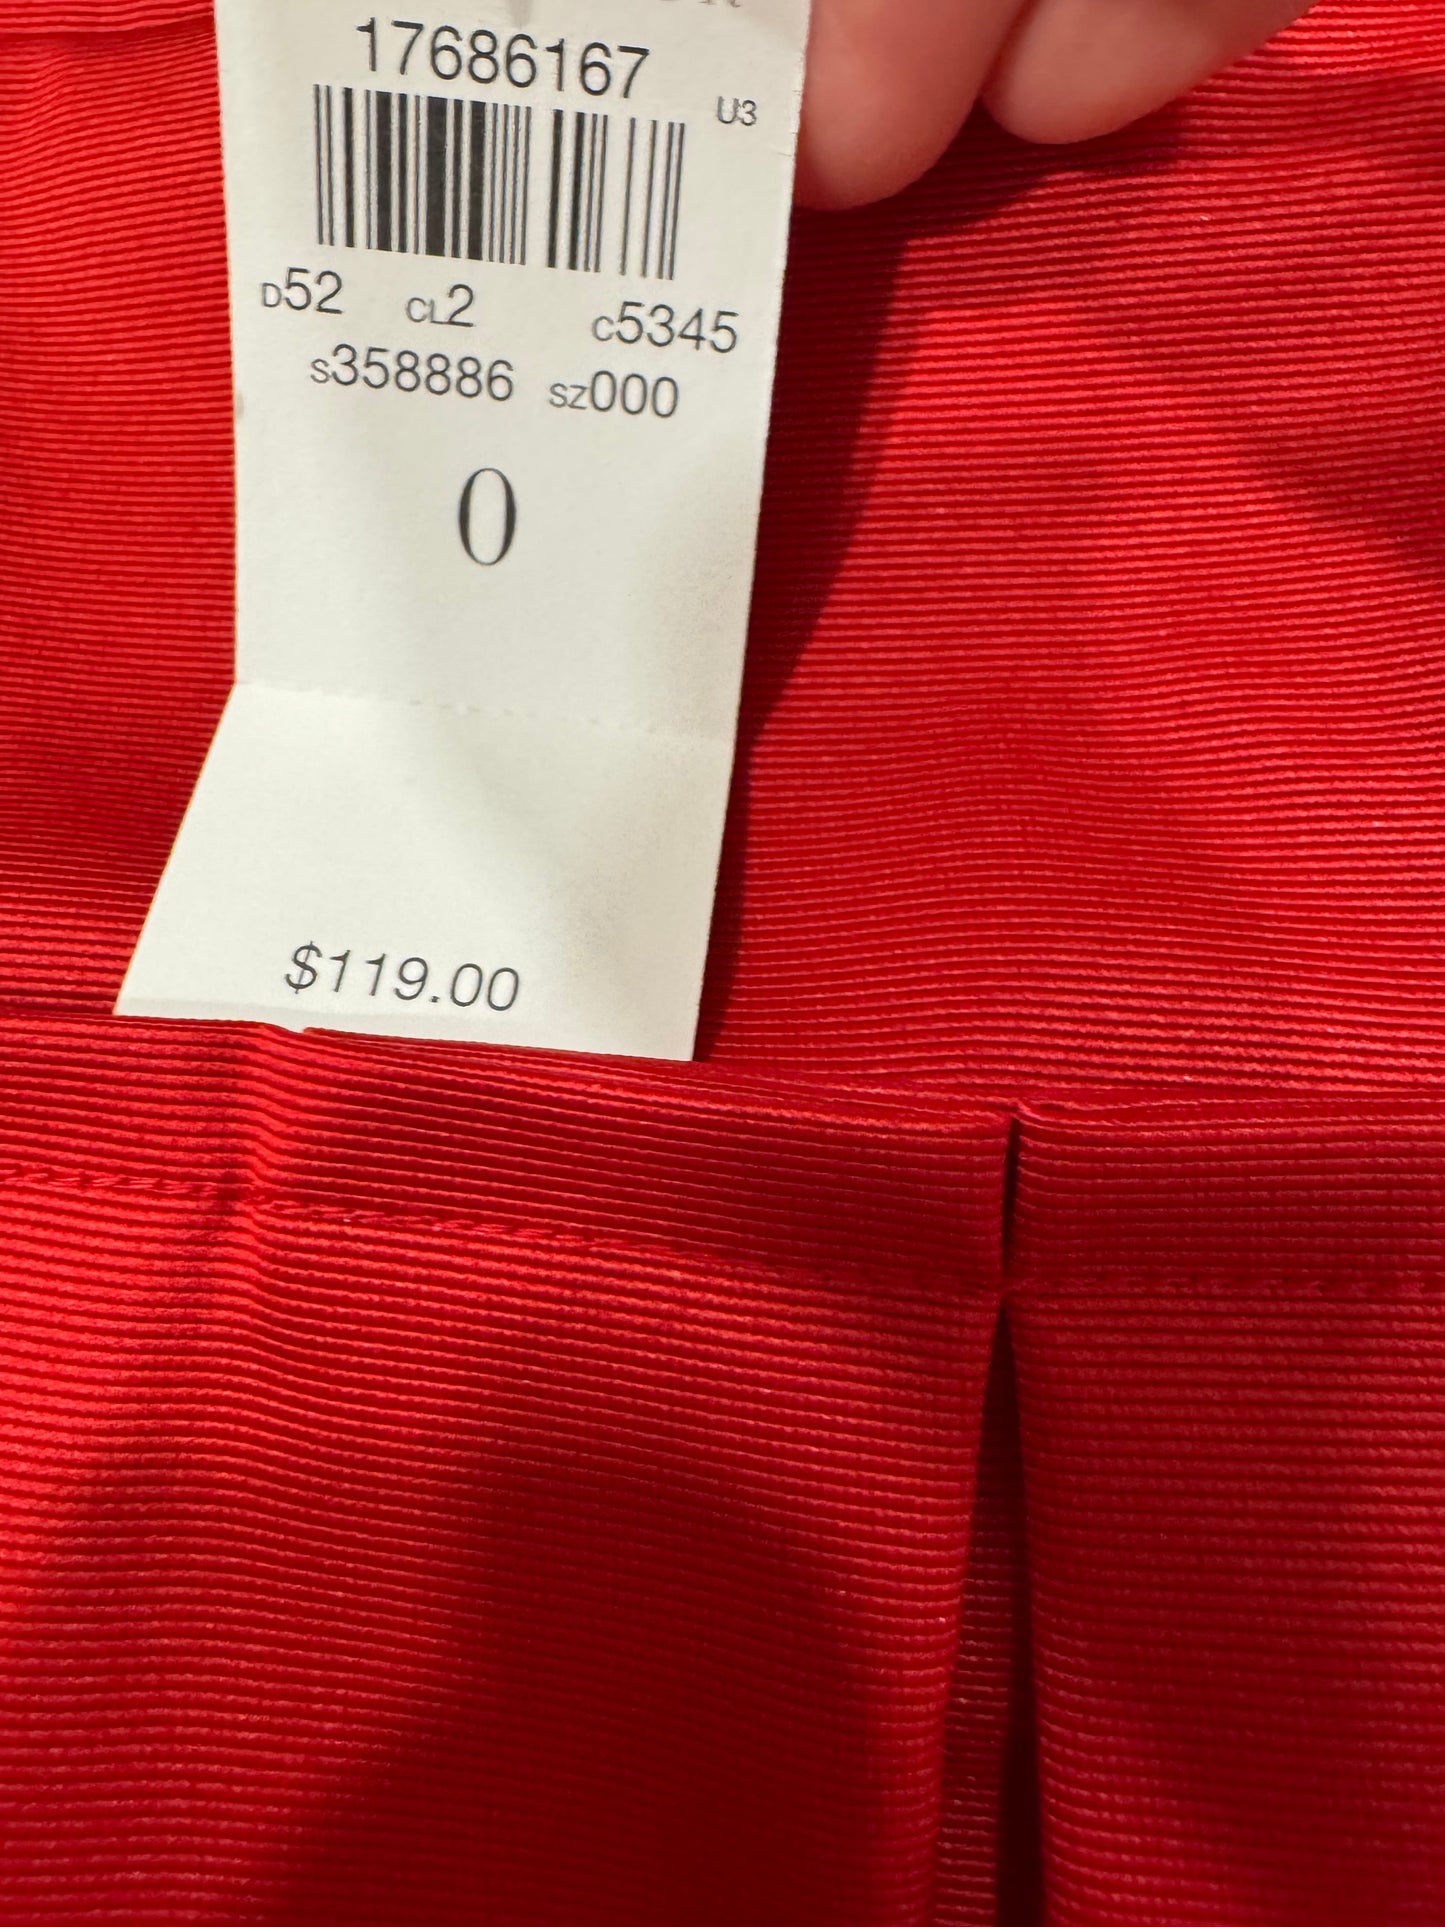 17686167
U3
D52 CL2 C5345
S358886 SZ000
0
$119.00